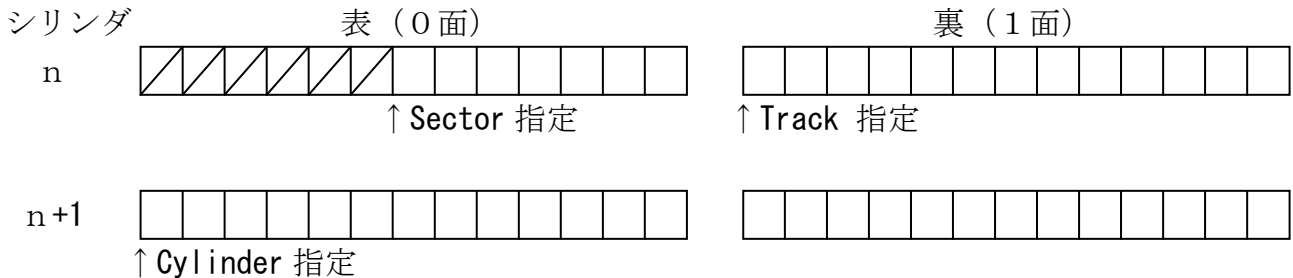 シリンダ 表（０面） 裏（１面）
ｎ
↑Sector 指定 ↑Track 指定
ｎ+1
↑Cylinder 指定